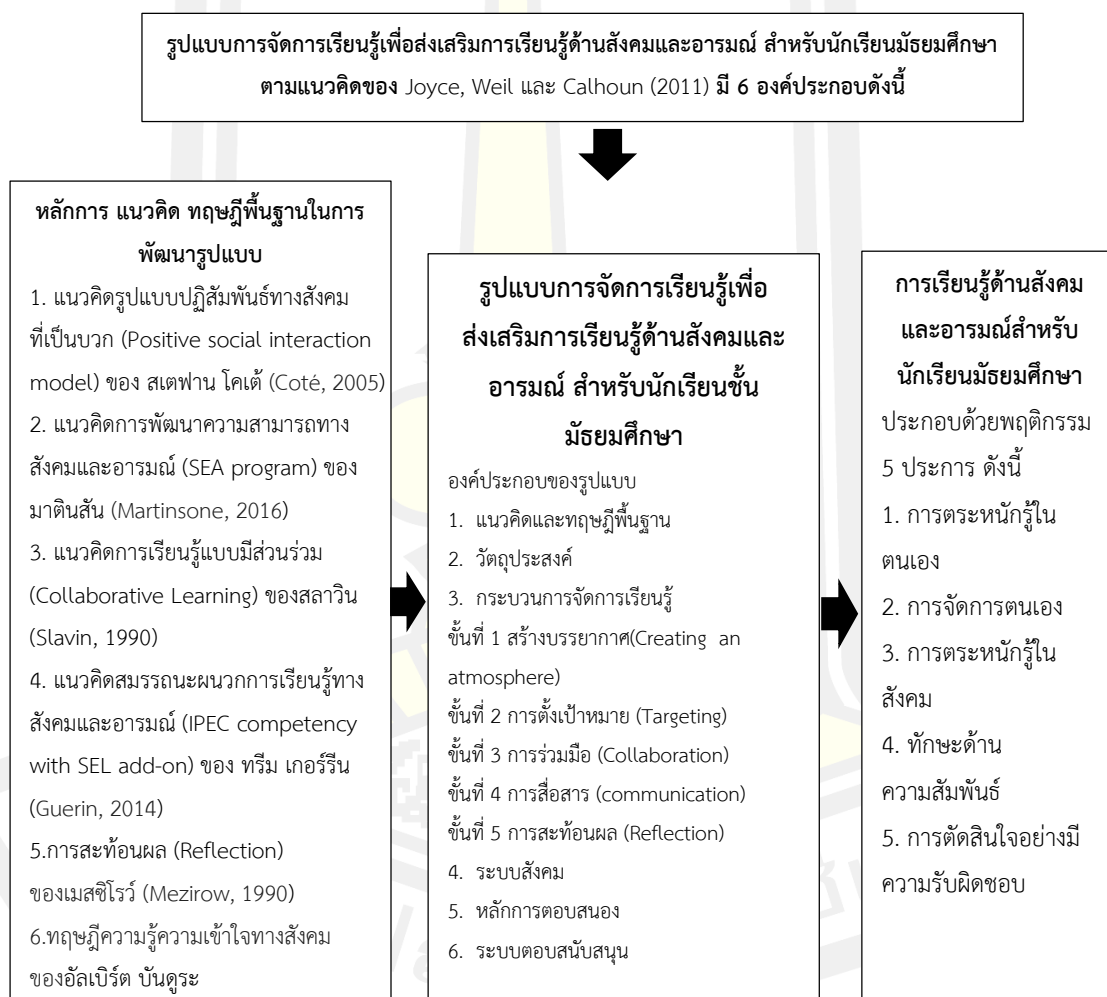 รูปแบบการจัดการเรียนรู้เพื่อส่งเสริมการเรียนรู้ด้านสังคมและอารมณ์ สำหรับนักเรียนมัธยมศึกษา
ตามแนวคิดของ Joyce, Weil และ Calhoun (2011) มี 6 องค์ประกอบดังนี้
หลักการ แนวคิด ทฤษฎีพื้นฐานในการ
พัฒนารูปแบบ
1. แนวคิดรูปแบบปฏิสัมพันธ์ทางสังคม
ที่เป็นบวก (Positive social interaction
model) ของ สเตฟาน โคเต้ (Coté, 2005)
2. แนวคิดการพัฒนาความสามารถทาง
สังคมและอารมณ์ (SEA program) ของ
มาตินสัน (Martinsone, 2016)
3. แนวคิดการเรียนรู้แบบมีส่วนร่วม
(Collaborative Learning) ของสลาวิน
(Slavin, 1990)
4. แนวคิดสมรรถนะผนวกการเรียนรู้ทาง
สังคมและอารมณ์ (IPEC competency
with SEL add-on) ของ ทรีม เกอร์รีน
(Guerin, 2014)
5.การสะท้อนผล (Reflection)
ของเมสซิโรว์ (Mezirow, 1990)
6.ทฤษฎีความรู้ความเข้าใจทางสังคม
ของอัลเบิร์ต บันดูระ
รูปแบบการจัดการเรียนรู้เพื่อ
ส่งเสริมการเรียนรู้ด้านสังคมและ
อารมณ์ สำหรับนักเรียนชั้น
มัธยมศึกษา
องค์ประกอบของรูปแบบ
1. แนวคิดและทฤษฎีพื้นฐาน
2. วัตถุประสงค์
3. กระบวนการจัดการเรียนรู้
ขั้นที่ 1 สร้างบรรยากาศ(Creating an
atmosphere)
ขั้นที่ 2 การตั้งเป้าหมาย (Targeting)
ขั้นที่ 3 การร่วมมือ (Collaboration)
ขั้นที่ 4 การสื่อสาร (communication)
ขั้นที่ 5 การสะท้อนผล (Reflection)
4. ระบบสังคม
5. หลักการตอบสนอง
6. ระบบตอบสนับสนุน
การเรียนรู้ด้านสังคม
และอารมณ์สำหรับ
นักเรียนมัธยมศึกษา
ประกอบด้วยพฤติกรรม
5 ประการ ดังนี้
1. การตระหนักรู้ใน
ตนเอง
2. การจัดการตนเอง
3. การตระหนักรู้ใน
สังคม
4. ทักษะด้าน
ความสัมพันธ์
5. การตัดสินใจอย่างมี
ความรับผิดชอบ